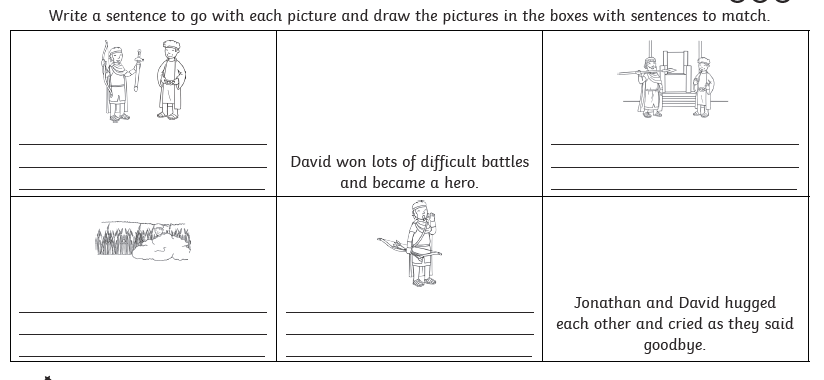 Write a sentence to go with each picture and draw the pictures in the boxes with sentences to match.
David won lots of difficult battles
and became a hero.
Jonathan and David hugged
each other and cried as they said
goodbye.